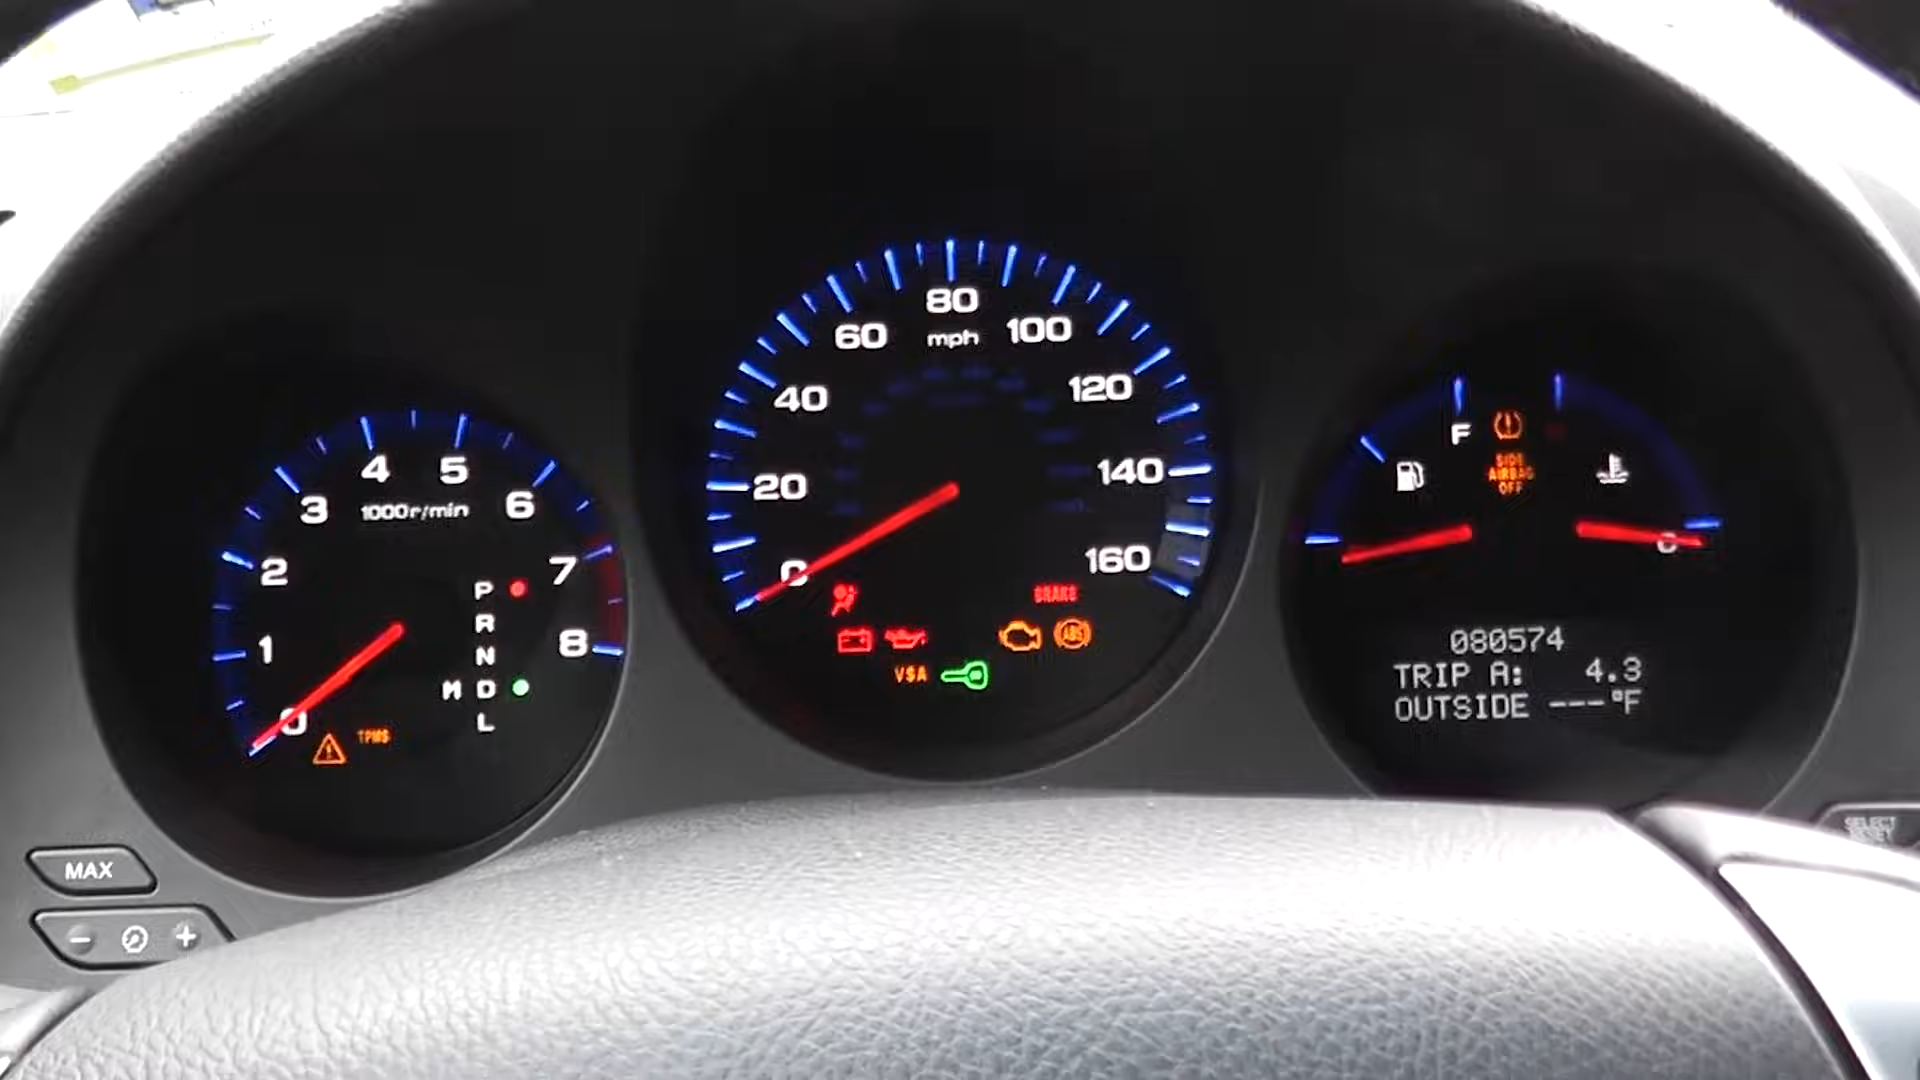 80
60
mph
100
40
120
20
140
0
160
BRAKE
ABS
VSA
4
5
3
1000r/min
6
2
7
P
R
1
8
N
M D
L
0
TPMS
F
SIDE
AIRBAG
OFF
C
080574
TRIP A: 4.3
OUTSIDE ---°F
MAX
- +
SELECT
RESET